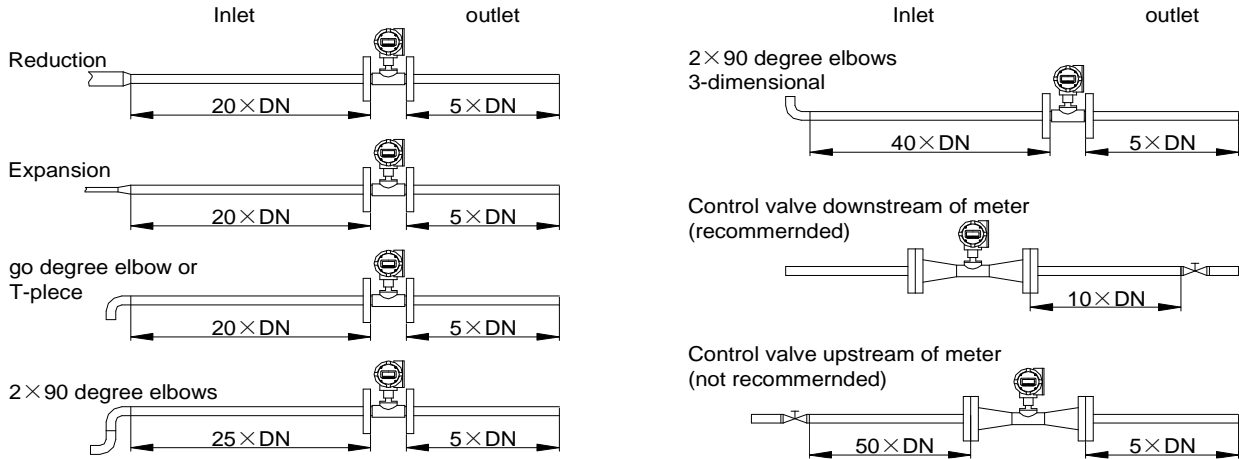 Inlet
outlet
Reduction
20×DN
5×DN
Expansion
20×DN
5×DN
go degree elbow or
T-plece
20×DN
5×DN
2×90 degree elbows
25×DN
5×DN
Inlet
outlet
2×90 degree elbows
3-dimensional
40×DN
5×DN
Control valve downstream of meter
(recommernded)
10×DN
Control valve upstream of meter
(not recommernded)
50×DN
5×DN